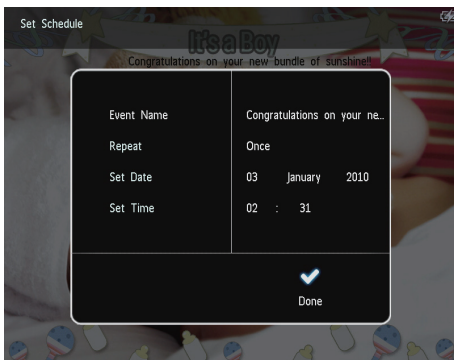 Set Schedule
It's a Boy
Congratulations on your new bundle of sunshine!!
Event Name Congratulations on your ne...
Repeat Once
Set Date 03 January 2010
Set Time 02 : 31
Done